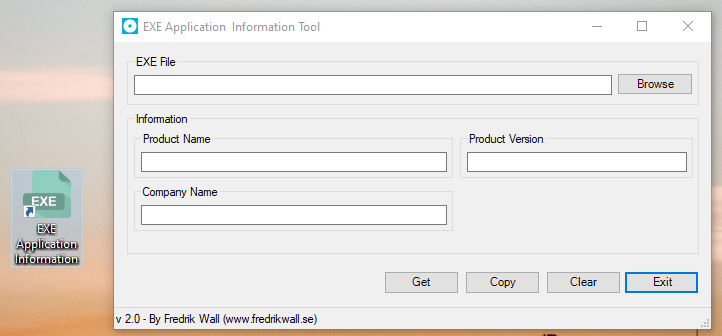 EXE Application  Information Tool
EXE File
Browse
Information
Product Name
Product Version
Company Name
Get Copy Clear Exit
v 2.0 - By Fredrik Wall (www.fredrikwall.se)
EXE
EXE
Application
Information